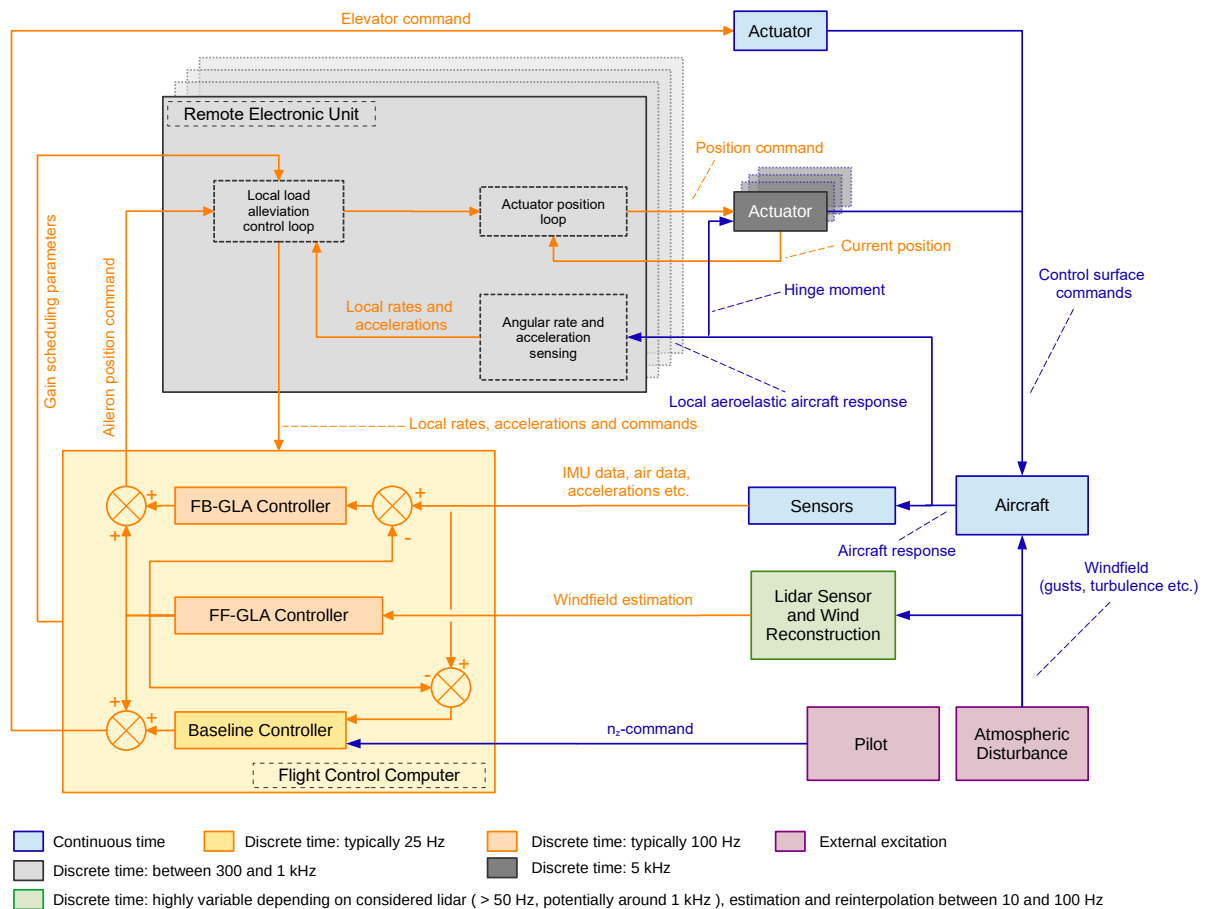 Elevator command
Actuator
Remote Electronic Unit
Position command
Local load
alleviation
control loop
Actuator position
loop
Actuator
Current position
Gain scheduling parameters
Aileron position command
Control surface
commands
Hinge moment
Local rates and
accelerations
Angular rate and
acceleration
sensing
Local aeroelastic aircraft response
Local rates, accelerations and commands
IMU data, air data,
accelerations etc.
+
FB-GLA Controller
+
-
+
Sensors
Aircraft
Aircraft response
Windfield
(gusts, turbulence etc.)
FF-GLA Controller
Windfield estimation
Lidar Sensor
and Wind
Reconstruction
+
-
+
+
Baseline Controller
nz-command
Pilot
Atmospheric
Disturbance
Flight Control Computer
Continuous time
Discrete time: typically 25 Hz
Discrete time: typically 100 Hz
External excitation
Discrete time: between 300 and 1 kHz
Discrete time: 5 kHz
Discrete time: highly variable depending on considered lidar ( > 50 Hz, potentially around 1 kHz ), estimation and reinterpolation between 10 and 100 Hz